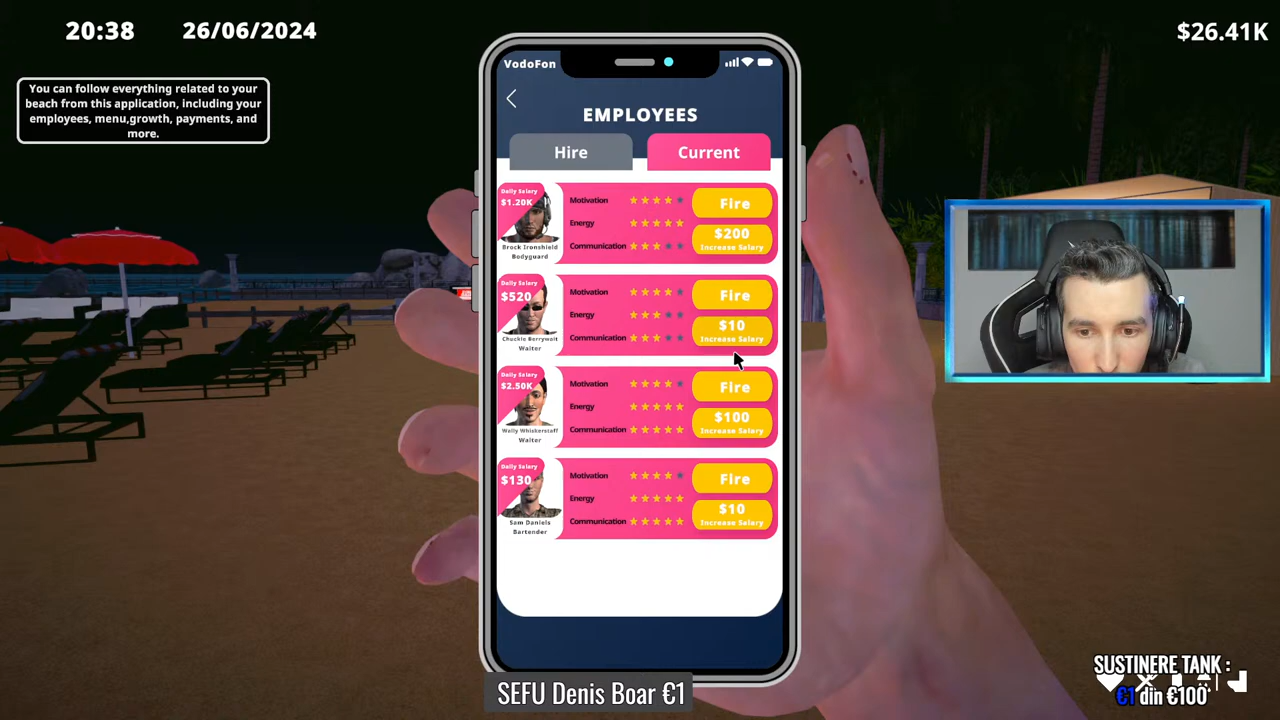 20:38 26/06/2024
$26.41K
You can follow everything related to your
beach from this application, including your
employees, menu,growth, payments, and
more.
VodoFon
EMPLOYEES
Hire
Current
Daily Salary
$1.20K
Brock Ironshield
Bodyguard
Motivation
Energy
Communication
Fire
$200
Increase Salary
Daily Salary
$520
Chuckie Berrywait
Waiter
Motivation
Energy
Communication
Fire
$10
Increase Salary
Daily Salary
$2.50K
Wally Whiskerstaff
Waiter
Motivation
Energy
Communication
Fire
$100
Increase Salary
Daily Salary
$130
Sam Daniels
Bartender
Motivation
Energy
Communication
Fire
$10
Increase Salary
SEFU Denis Boar €1
SUSTINERE TANK :
€1 din €100